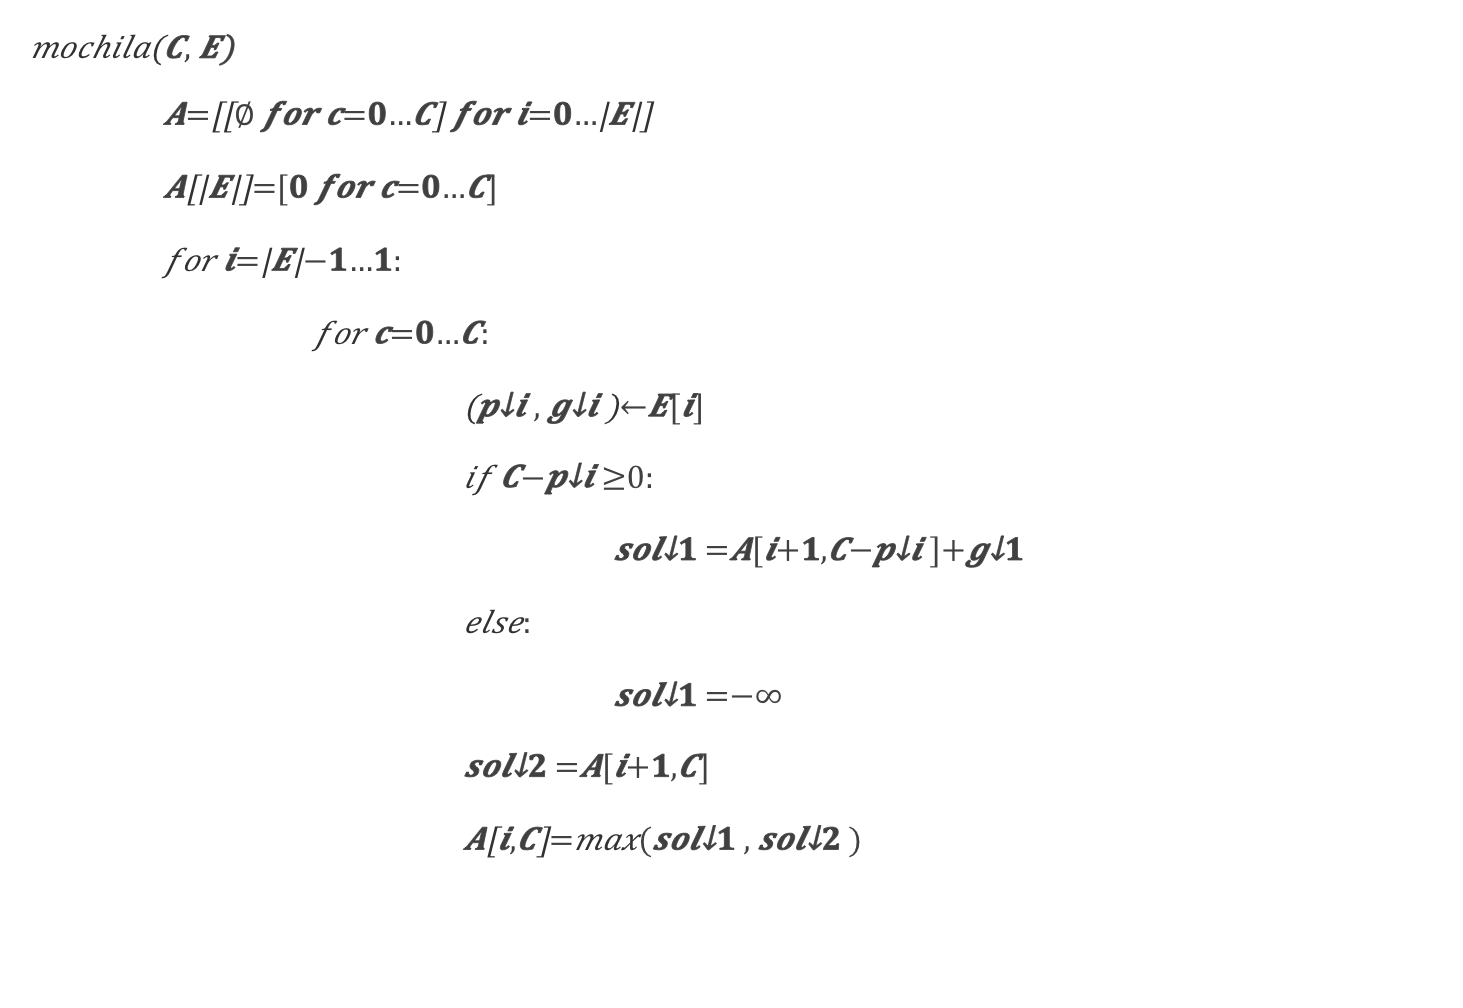 mochila(C, E)
A=[[∅ for c=0…C] for i=0…|E|]
A[|E|]=[0 for c=0…C]
for i=|E|−1…1:
for c=0…C:
(p↓i , g↓i )←E[i]
if C−p↓i ≥0:
sol↓1 =A[i+1,C−p↓i ]+g↓1
else:
sol↓1 =−∞
sol↓2 =A[i+1,C]
A[i,C]=max(sol↓1 , sol↓2 )